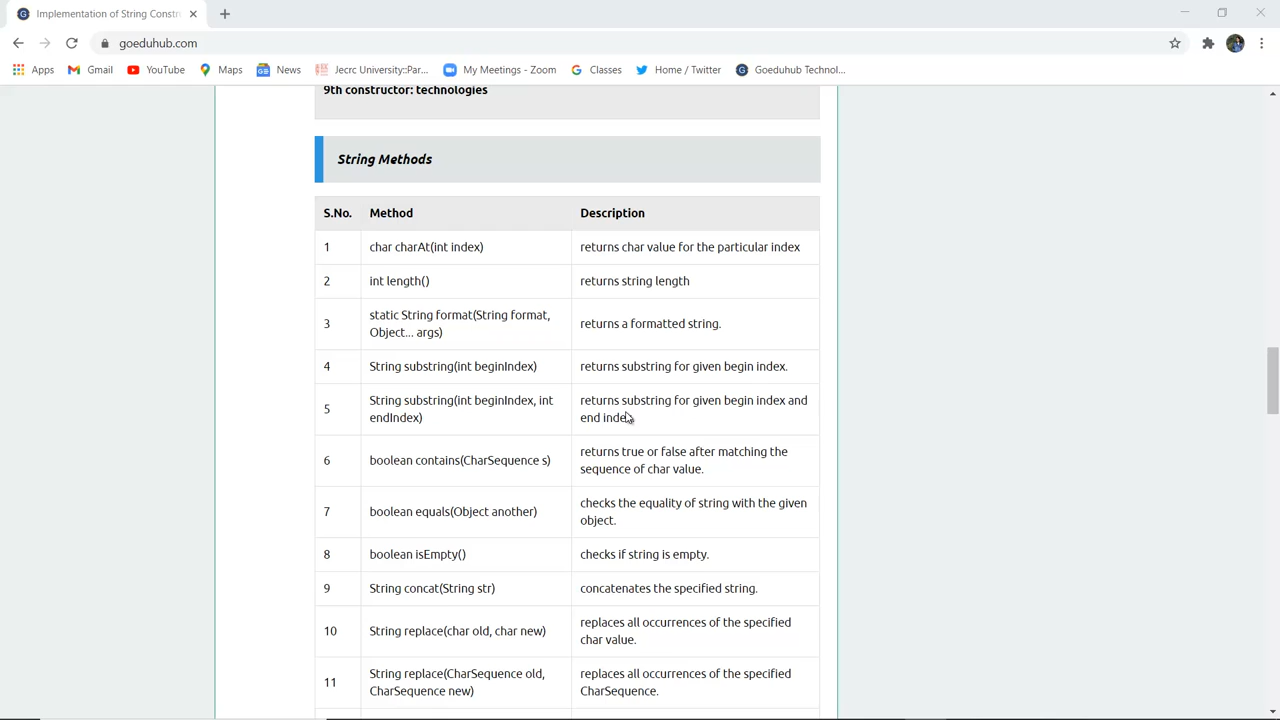 Implementation of String Constr
goeduhub.com
Apps Gmail YouTube Maps News Jecrc University::Par... My Meetings - Zoom Classes Home / Twitter Goeduhub Technol...
9th constructor: technologies
String Methods
S.No. Method Description
1 char charAt(int index) returns char value for the particular index
2 int length() returns string length
3 static String format(String format, Object... args) returns a formatted string.
4 String substring(int beginIndex) returns substring for given begin index.
5 String substring(int beginIndex, int endIndex) returns substring for given begin index and end index.
6 boolean contains(CharSequence s) returns true or false after matching the sequence of char value.
7 boolean equals(Object another) checks the equality of string with the given object.
8 boolean isEmpty() checks if string is empty.
9 String concat(String str) concatenates the specified string.
10 String replace(char old, char new) replaces all occurrences of the specified char value.
11 String replace(CharSequence old, CharSequence new) replaces all occurrences of the specified CharSequence.